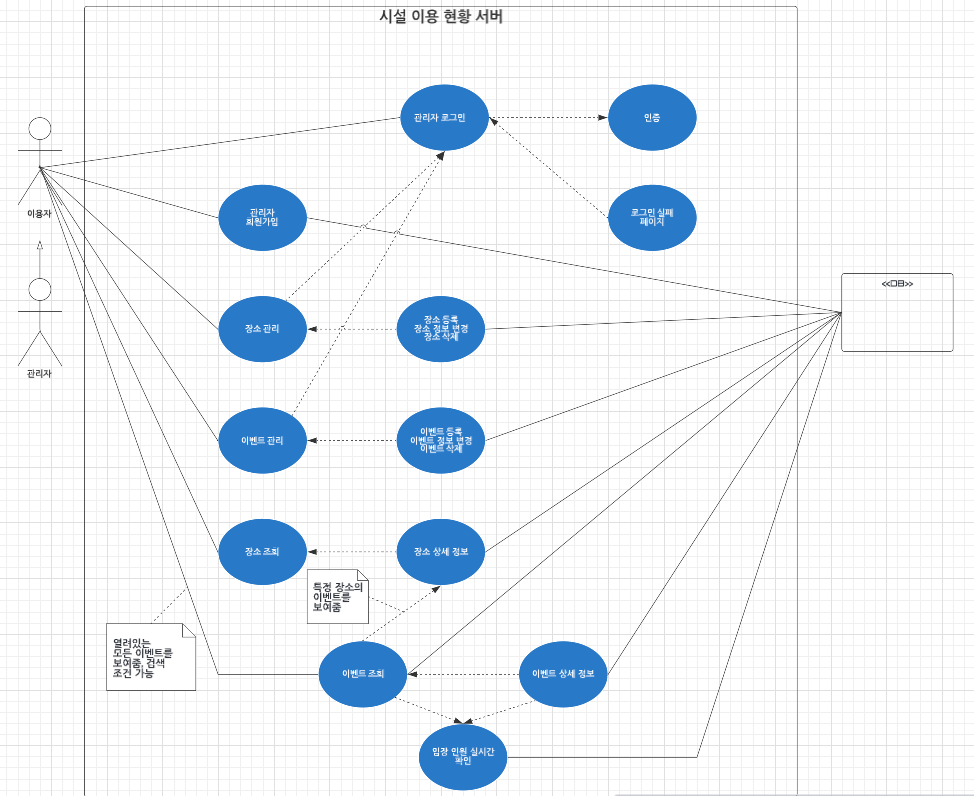 시설 이용 현황 서버
관리자 로그인
인증
이용자
관리자
회원가입
로그인 실패
페이지
<<□日>>
장소 관리
장소 등록
장소 정보 변경
장소 삭제
관리자
이벤트 관리
이벤트 등록
이벤트 정보 변경
이벤트 삭제
장소 조회
장소 상세 정보
특정 장소의
이벤트를
보여줌
열려있는
모든 이벤트를
보여줌, 검색
조건 가능
이벤트 조회
이벤트 상세 정보
입장 인원 실시간
확인